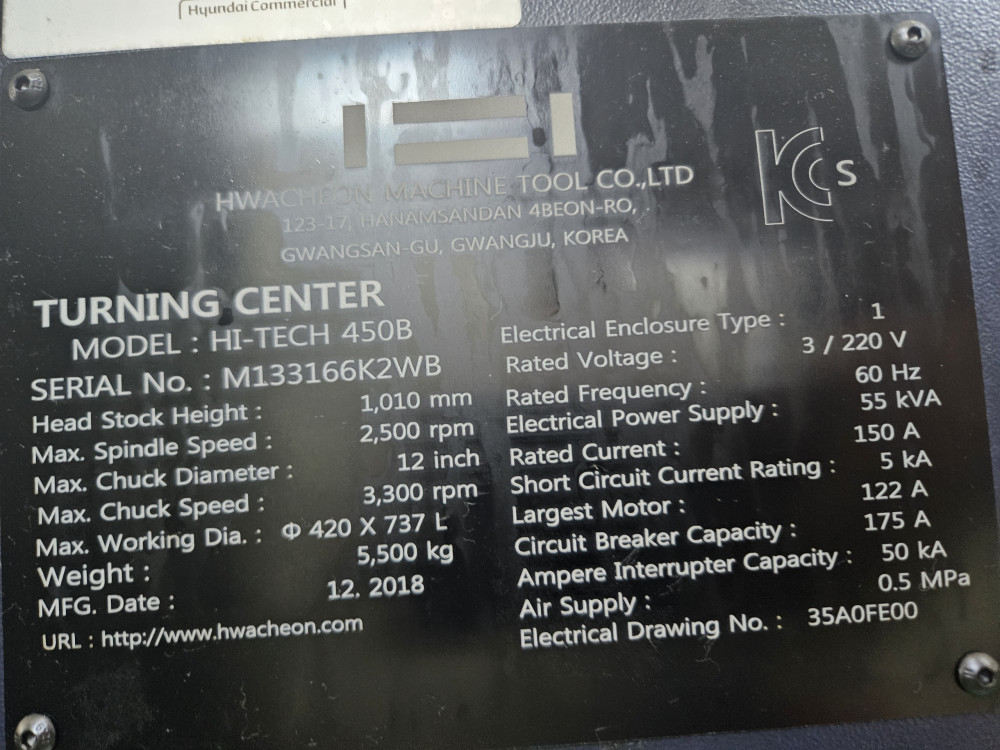 Hyundai Commercial
HWACHEON MACHINE TOOL CO.,LTD
123-17, HANAMSANDAN 4BEON-RO,
GWANGSAN-GU, GWANGJU, KOREA
KCs
TURNING CENTER
MODEL : HI-TECH 450B
SERIAL No. : M133166K2WB
Head Stock Height : 1,010 mm
Max. Spindle Speed : 2,500 rpm
Max. Chuck Diameter : 12 inch
Max. Chuck Speed : 3,300 rpm
Max. Working Dia. : Φ 420 X 737 L
Weight : 5,500 kg
MFG. Date : 12. 2018
URL : http://www.hwacheon.com
Electrical Enclosure Type : 1
Rated Voltage : 3 / 220 V
Rated Frequency : 60 Hz
Electrical Power Supply : 55 kVA
Rated Current : 150 A
Short Circuit Current Rating : 5 kA
Largest Motor : 122 A
Circuit Breaker Capacity : 175 A
Ampere Interrupter Capacity : 50 kA
Air Supply : 0.5 MPa
Electrical Drawing No. : 35A0FE00